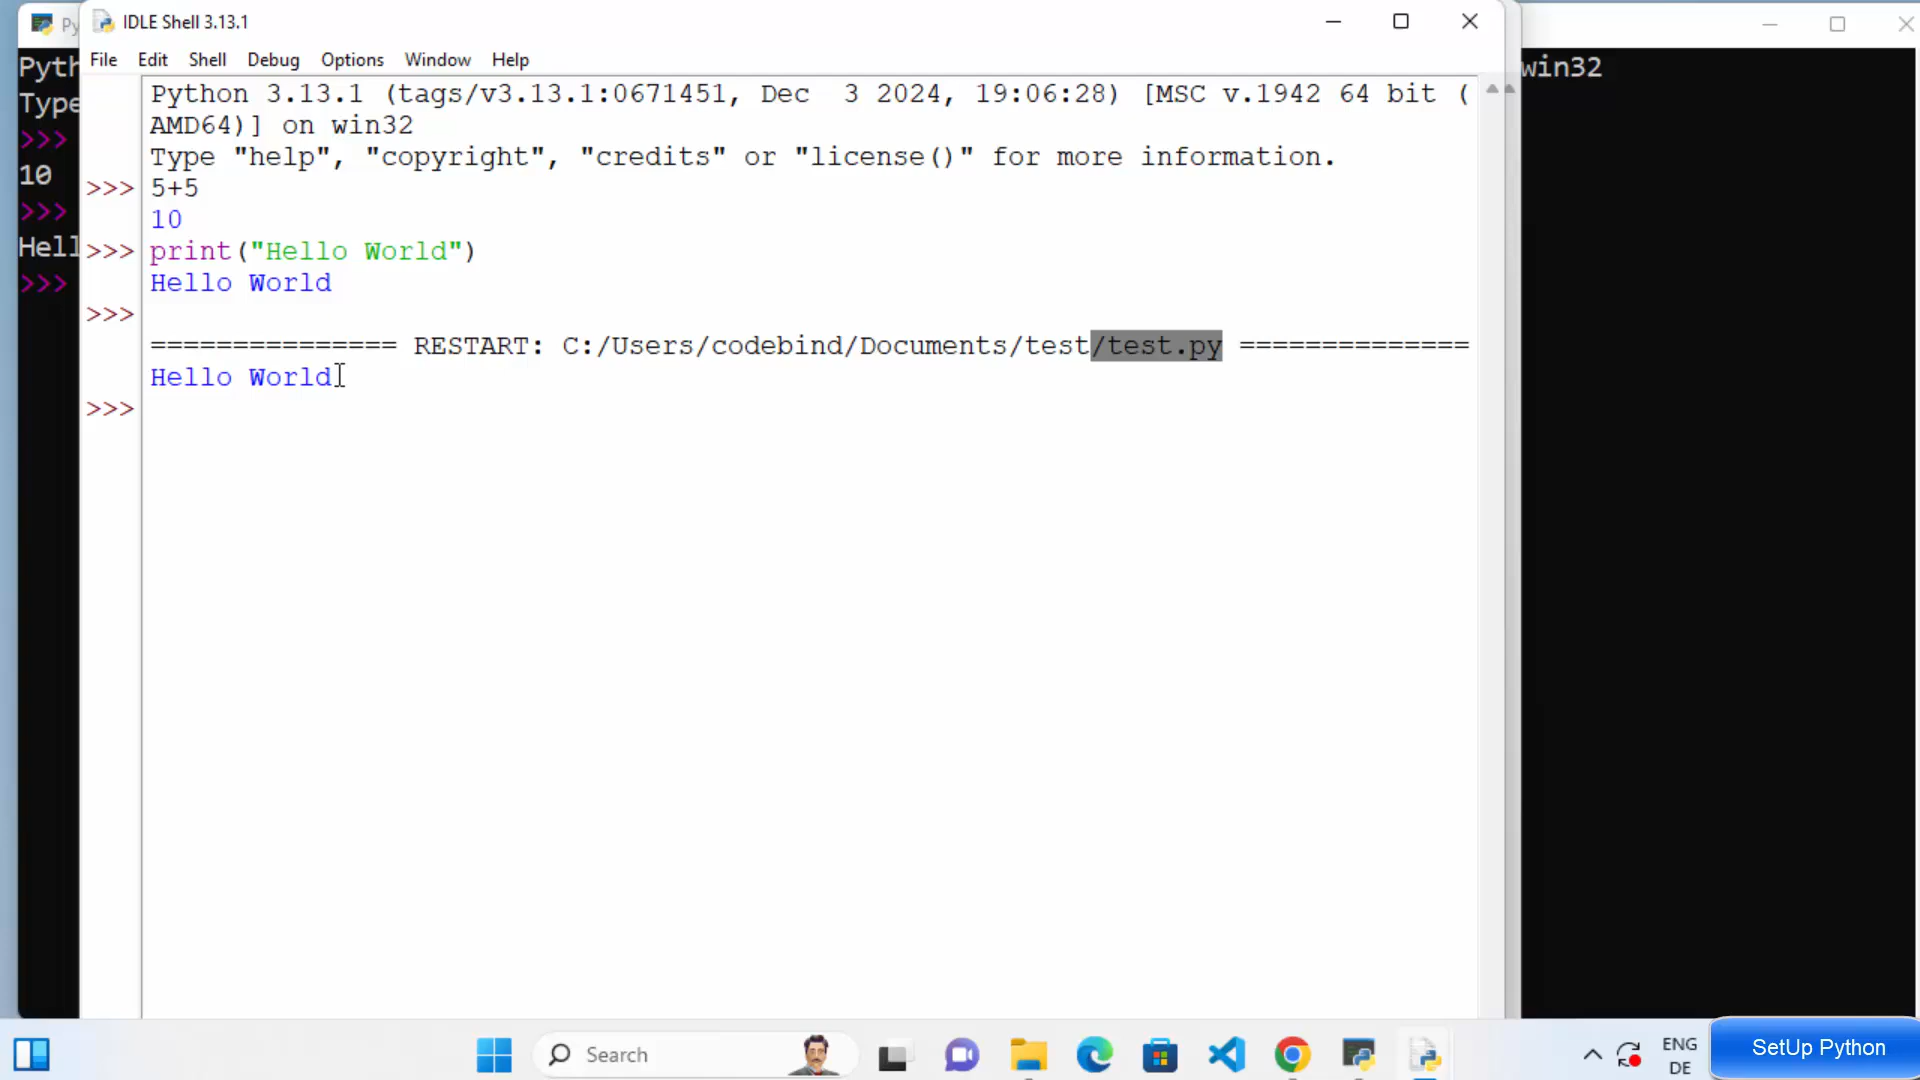 Py
IDLE Shell 3.13.1
File Edit Shell Debug Options Window Help
Pyth
Type
>>>
10
>>>
Hell
>>>
win32
Python 3.13.1 (tags/v3.13.1:0671451, Dec  3 2024, 19:06:28) [MSC v.1942 64 bit (
AMD64)] on win32
Type "help", "copyright", "credits" or "license()" for more information.
>>> 5+5
10
>>> print("Hello World")
Hello World
>>>
=============== RESTART: C:/Users/codebind/Documents/test/test.py ==============
Hello World
>>>
Search
ENG
DE
SetUp Python